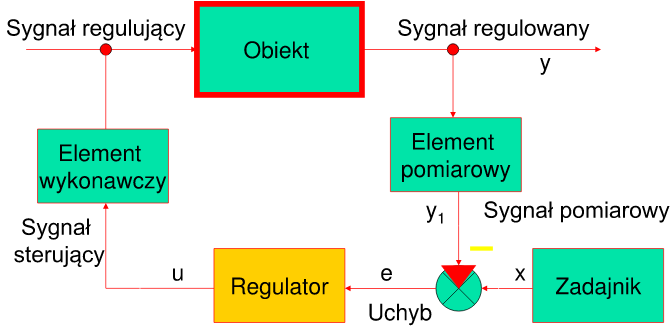 Sygnał regulujący
Obiekt
Sygnał regulowany
y
Element
wykonawczy
Element
pomiarowy
y₁
Sygnał pomiarowy
Sygnał
sterujący
u
Regulator
e
Uchyb
x
Zadajnik